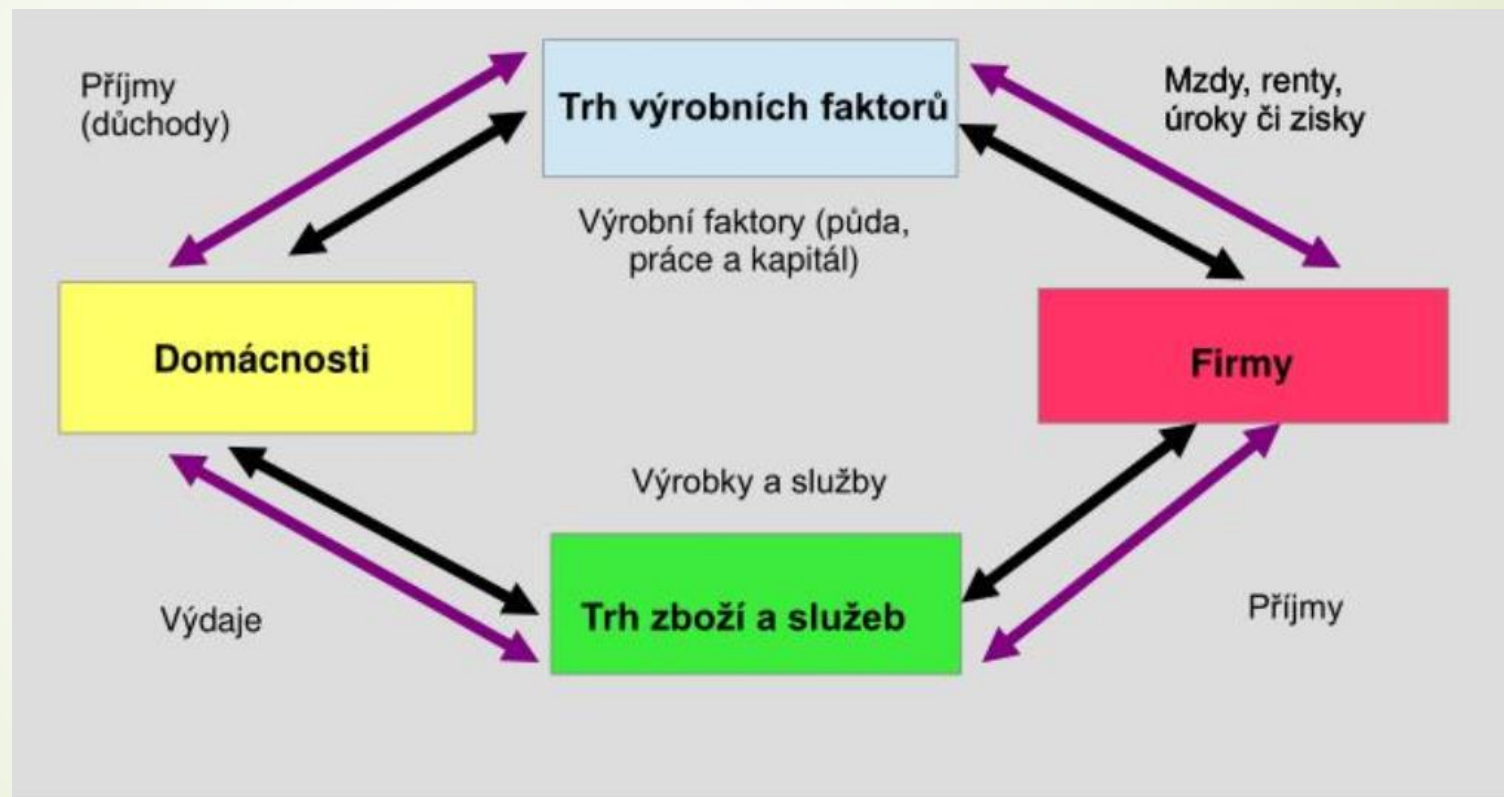 Příjmy
(důchody)
Trh výrobních faktorů
Mzdy, renty,
úroky či zisky
Výrobní faktory (půda,
práce a kapitál)
Domácnosti
Firmy
Výrobky a služby
Výdaje
Trh zboží a služeb
Příjmy